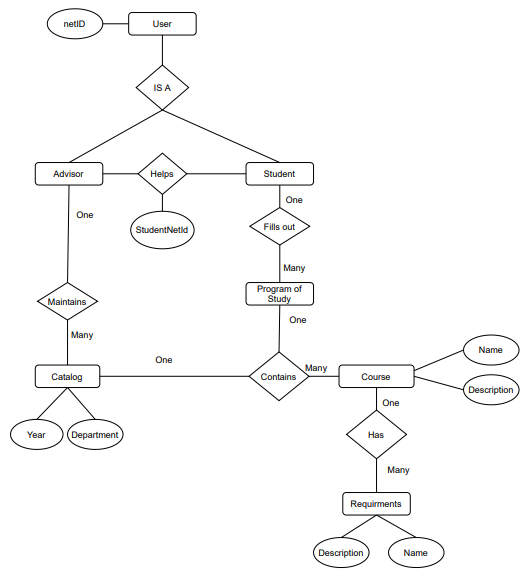 netID
User
IS A
Advisor
Helps
Student
One
One
StudentNetId
Fills out
Many
Program of
Study
Maintains
One
Many
One
Many
Name
Catalog
Contains
Course
Description
One
Year
Department
Has
Many
Requirments
Description
Name